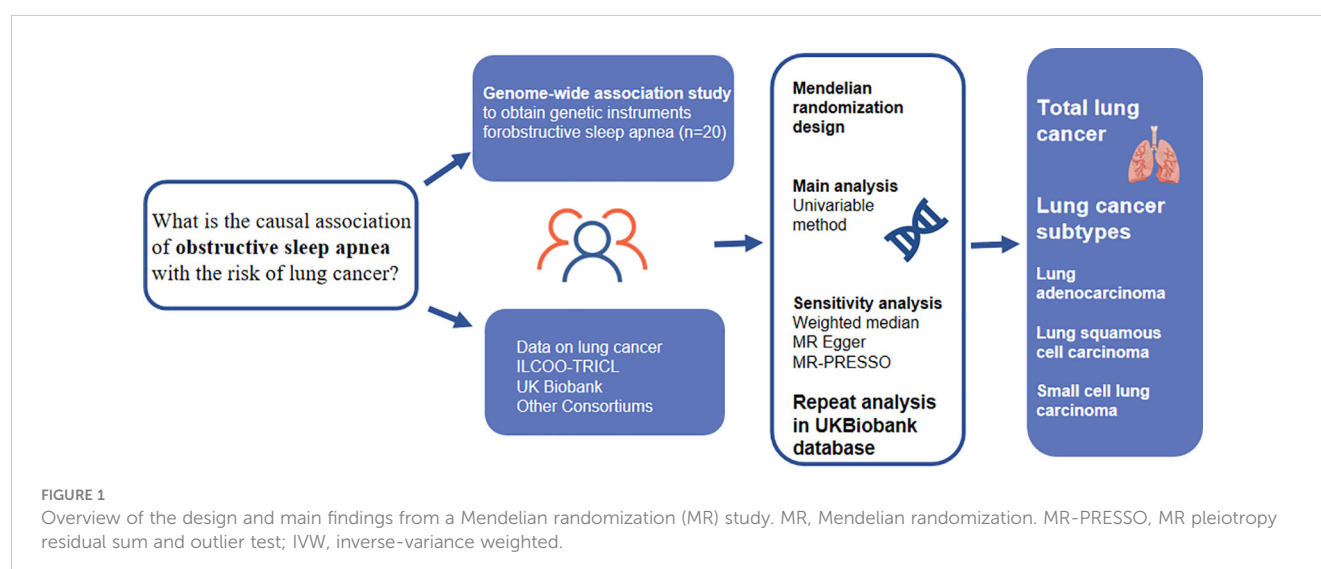 What is the causal association
of obstructive sleep apnea
with the risk of lung cancer?
Genome-wide association study
to obtain genetic instruments
forobstructive sleep apnea (n=20)
Data on lung cancer
ILCOO-TRICL
UK Biobank
Other Consortiums
Mendelian
randomization
design
Main analysis
Univariable
method
Sensitivity analysis
Weighted median
MR Egger
MR-PRESSO
Repeat analysis
in UKBiobank
database
Total lung
cancer
Lung cancer
subtypes
Lung
adenocarcinoma
Lung squamous
cell carcinoma
Small cell lung
carcinoma
FIGURE 1
Overview of the design and main findings from a Mendelian randomization (MR) study. MR, Mendelian randomization. MR-PRESSO, MR pleiotropy
residual sum and outlier test; IVW, inverse-variance weighted.